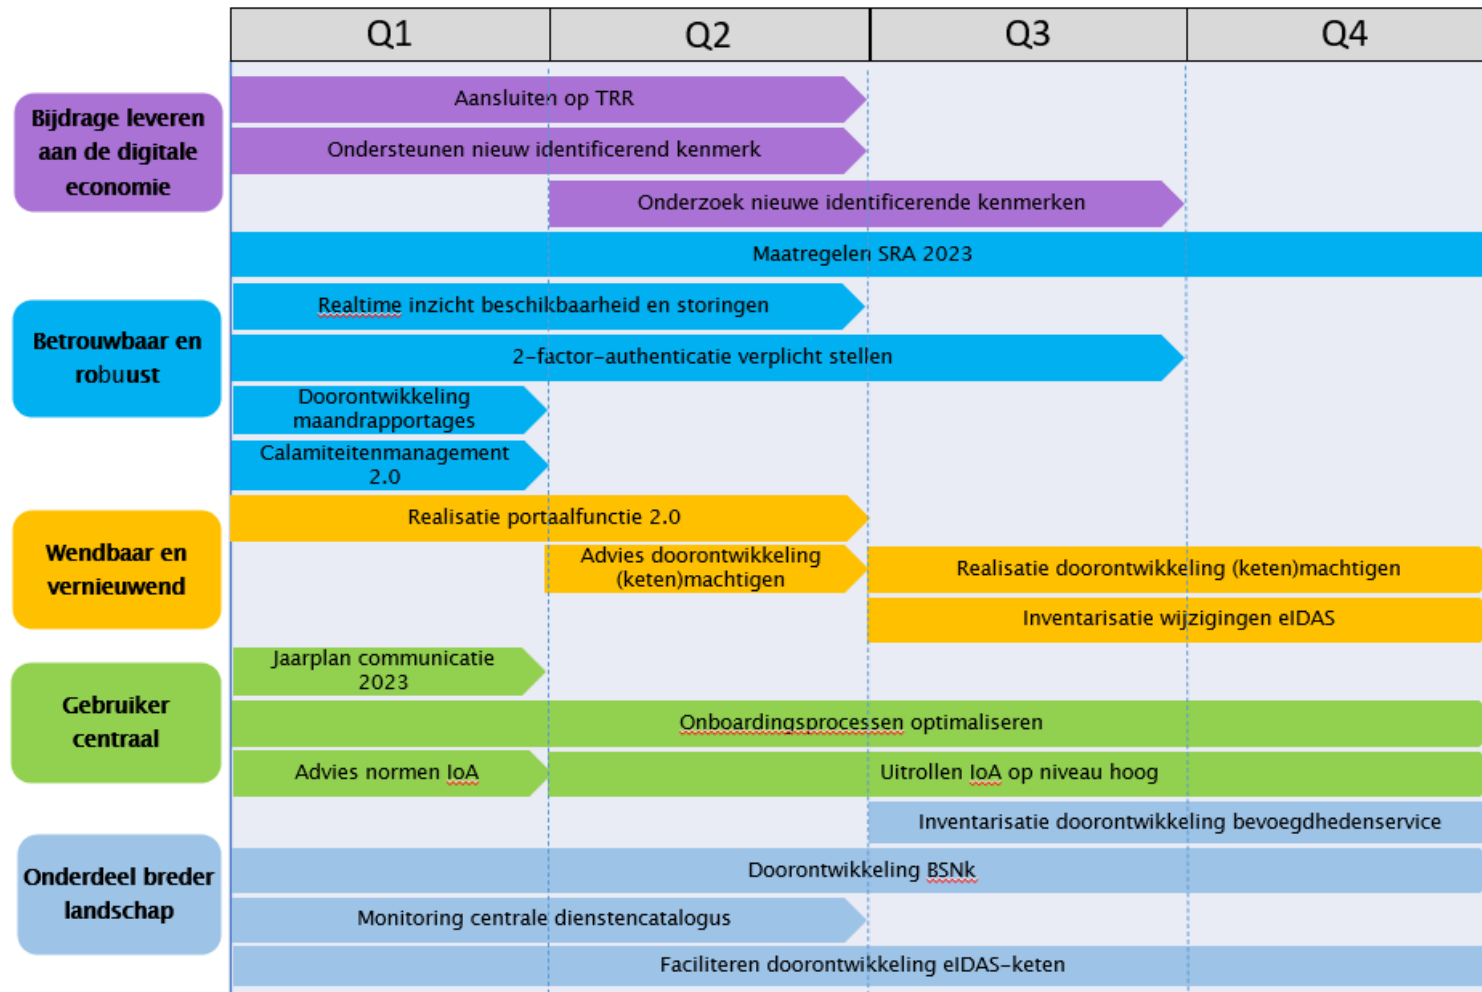 Q1 Q2 Q3 Q4
Bijdrage leveren
aan de digitale
economie
Aansluiten op TRR
Ondersteunen nieuw identificerend kenmerk
Onderzoek nieuwe identificerende kenmerken
Betrouwbaar en
robuust
Maatregelen SRA 2023
Realtime inzicht beschikbaarheid en storingen
2-factor-authenticatie verplicht stellen
Doorontwikkeling
maandrapportages
Calamiteitenmanagement
2.0
Wendbaar en
vernieuwend
Realisatie portaalfunctie 2.0
Advies doorontwikkeling
(keten)machtigen
Realisatie doorontwikkeling (keten)machtigen
Inventarisatie wijzigingen eIDAS
Gebruiker
centraal
Jaarplan communicatie
2023
Onboardingsprocessen optimaliseren
Advies normen IoA
Uitrollen IoA op niveau hoog
Onderdeel breder
landschap
Inventarisatie doorontwikkeling bevoegdhedenservice
Doorontwikkeling BSNk
Monitoring centrale dienstencatalogus
Faciliteren doorontwikkeling eIDAS-keten